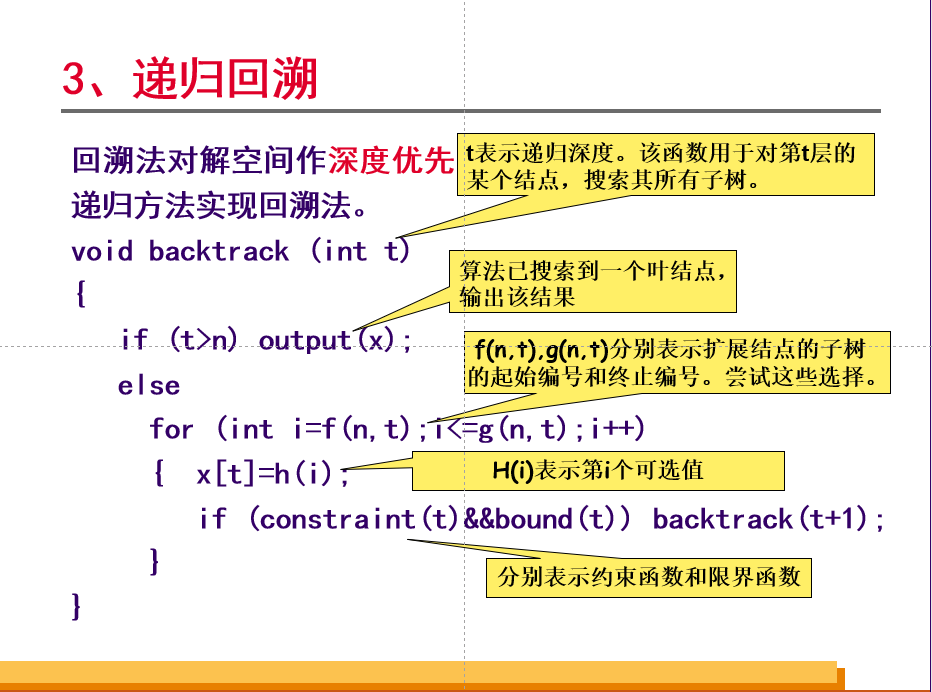 3、递归回溯
回溯法对解空间作深度优先
递归方法实现回溯法。
t表示递归深度。该函数用于对第t层的
某个结点，搜索其所有子树。
void backtrack (int t)
{
算法已搜索到一个叶结点，
输出该结果
if (t>n) output(x);
f(n,t),g(n,t)分别表示扩展结点的子树
的起始编号和终止编号。尝试这些选择。
else
for (int i=f(n,t);i<=g(n,t);i++)
{ x[t]=h(i);
H(i)表示第i个可选值
if (constraint(t)&&bound(t)) backtrack(t+1);
}
分别表示约束函数和限界函数
}